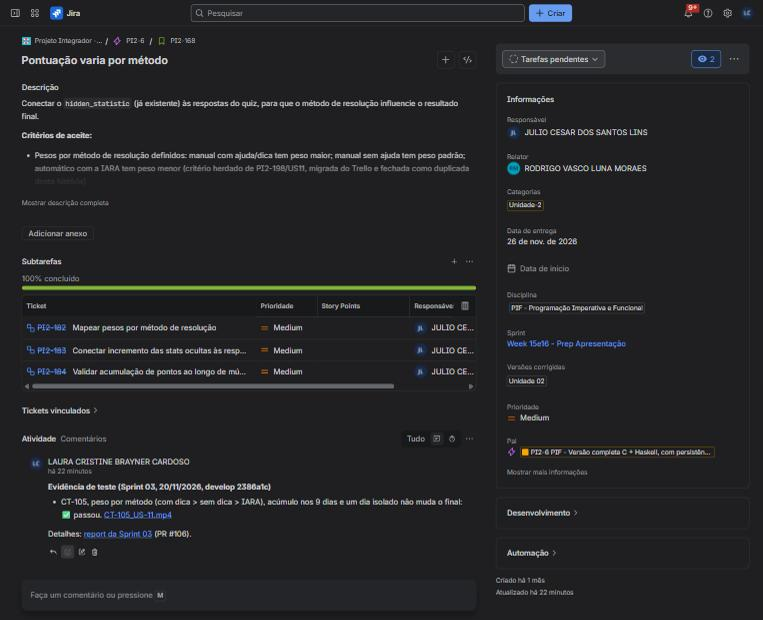 Jira
Pesquisar
Criar
9+
LE
Projeto Integrador -... / PI2-6 / PI2-168
Pontuação varia por método
Descrição
Conectar o hidden_statistic (já existente) às respostas do quiz, para que o método de resolução influencie o resultado
final.
Critérios de aceite:
• Pesos por método de resolução definidos: manual com ajuda/dica tem peso maior; manual sem ajuda tem peso padrão;
automático com a IARA tem peso menor (critério herdado de PI2-198/US11, migrada do Trello e fechada como duplicada
desta história)
Mostrar descrição completa
Adicionar anexo
Subtarefas
100% concluído
Ticket Prioridade Story Points Responsáve
PI2-182 Mapear pesos por método de resolução Medium JL JULIO CE...
PI2-183 Conectar incremento das stats ocultas às resp... Medium JL JULIO CE...
PI2-184 Validar acumulação de pontos ao longo de mú... Medium JL JULIO CE...
Tickets vinculados
Atividade Comentários Tudo
LE LAURA CRISTINE BRAYNER CARDOSO
há 22 minutos
Evidência de teste (Sprint 03, 20/11/2026, develop 2386a1c)
• CT-105, peso por método (com dica > sem dica > IARA), acúmulo nos 9 dias e um dia isolado não muda o final:
✅ passou. CT-105_US-11.mp4
Detalhes: report da Sprint 03 (PR #106).
Faça um comentário ou pressione M
Tarefas pendentes
2
Informações
Responsável
JL JULIO CESAR DOS SANTOS LINS
Relator
RODRIGO VASCO LUNA MORAES
Categorias
Unidade-2
Data de entrega
26 de nov. de 2026
Data de início
Disciplina
PIF - Programação Imperativa e Funcional
Sprint
Week 15e16 - Prep Apresentação
Versões corrigidas
Unidade 02
Prioridade
Medium
Pai
PI2-6 PIF - Versão completa C + Haskell, com persistên...
Mostrar mais informações
Desenvolvimento
Automação
Criado há 1 mês
Atualizado há 22 minutos